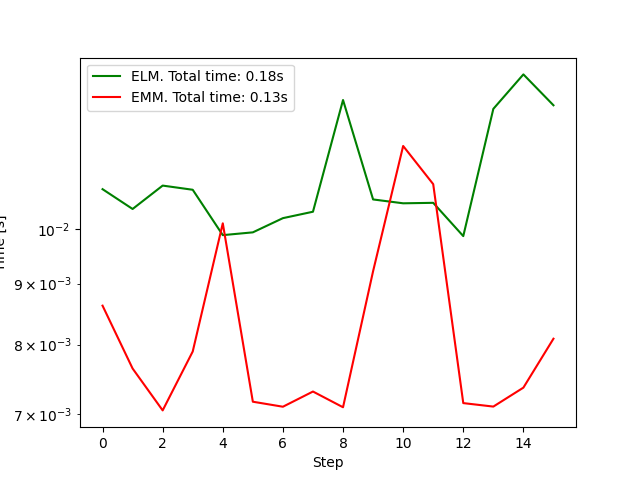 ELM. Total time: 0.18s
EMM. Total time: 0.13s
Time [s]
10⁻²
9 × 10⁻³
8 × 10⁻³
7 × 10⁻³
0 2 4 6 8 10 12 14
Step